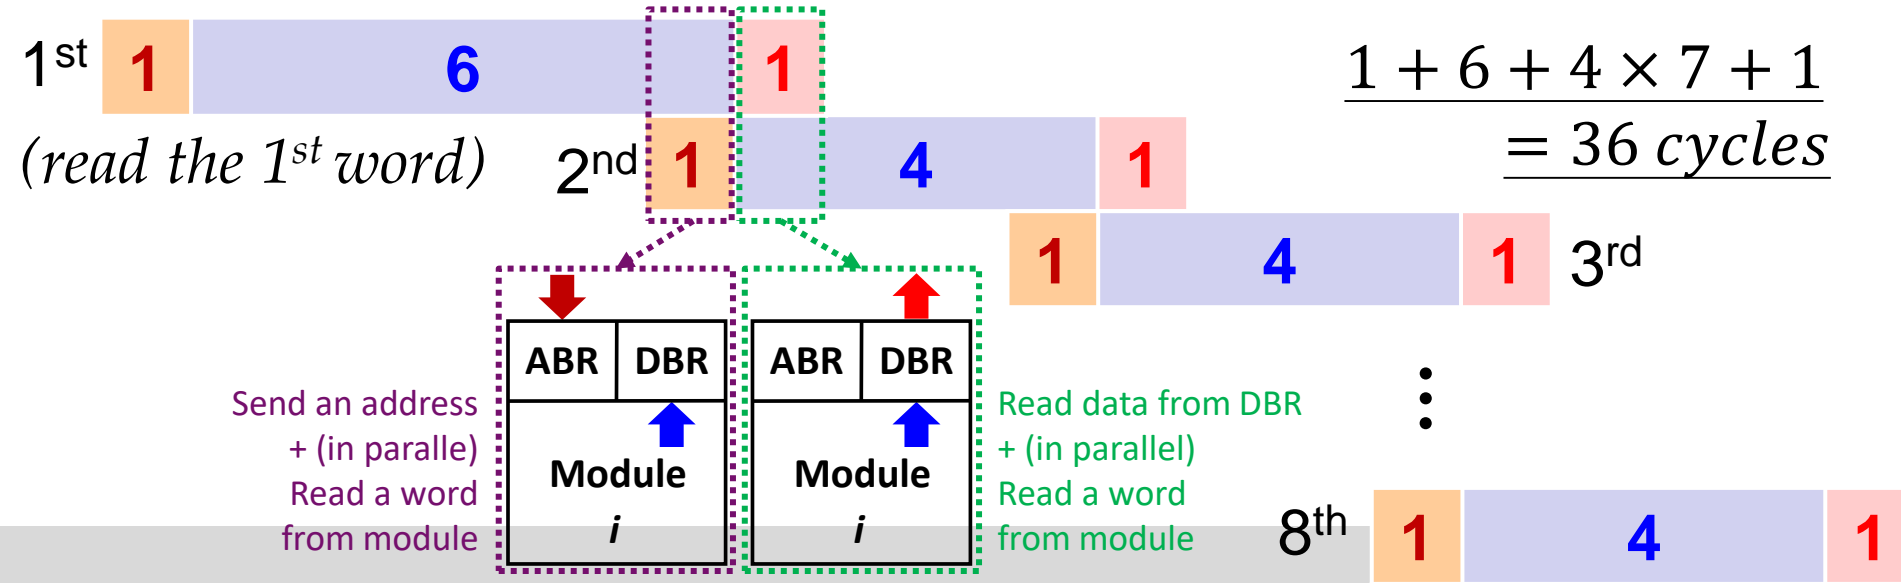 1st 1 6 1
1 + 6 + 4 × 7 + 1
= 36 cycles
(read the 1st word)
2nd 1 4 1
1 4 1 3rd
ABR DBR
Module
i
ABR DBR
Module
i
Send an address
+ (in paralle)
Read a word
from module
Read data from DBR
+ (in parallel)
Read a word
from module
⋮
8th 1 4 1